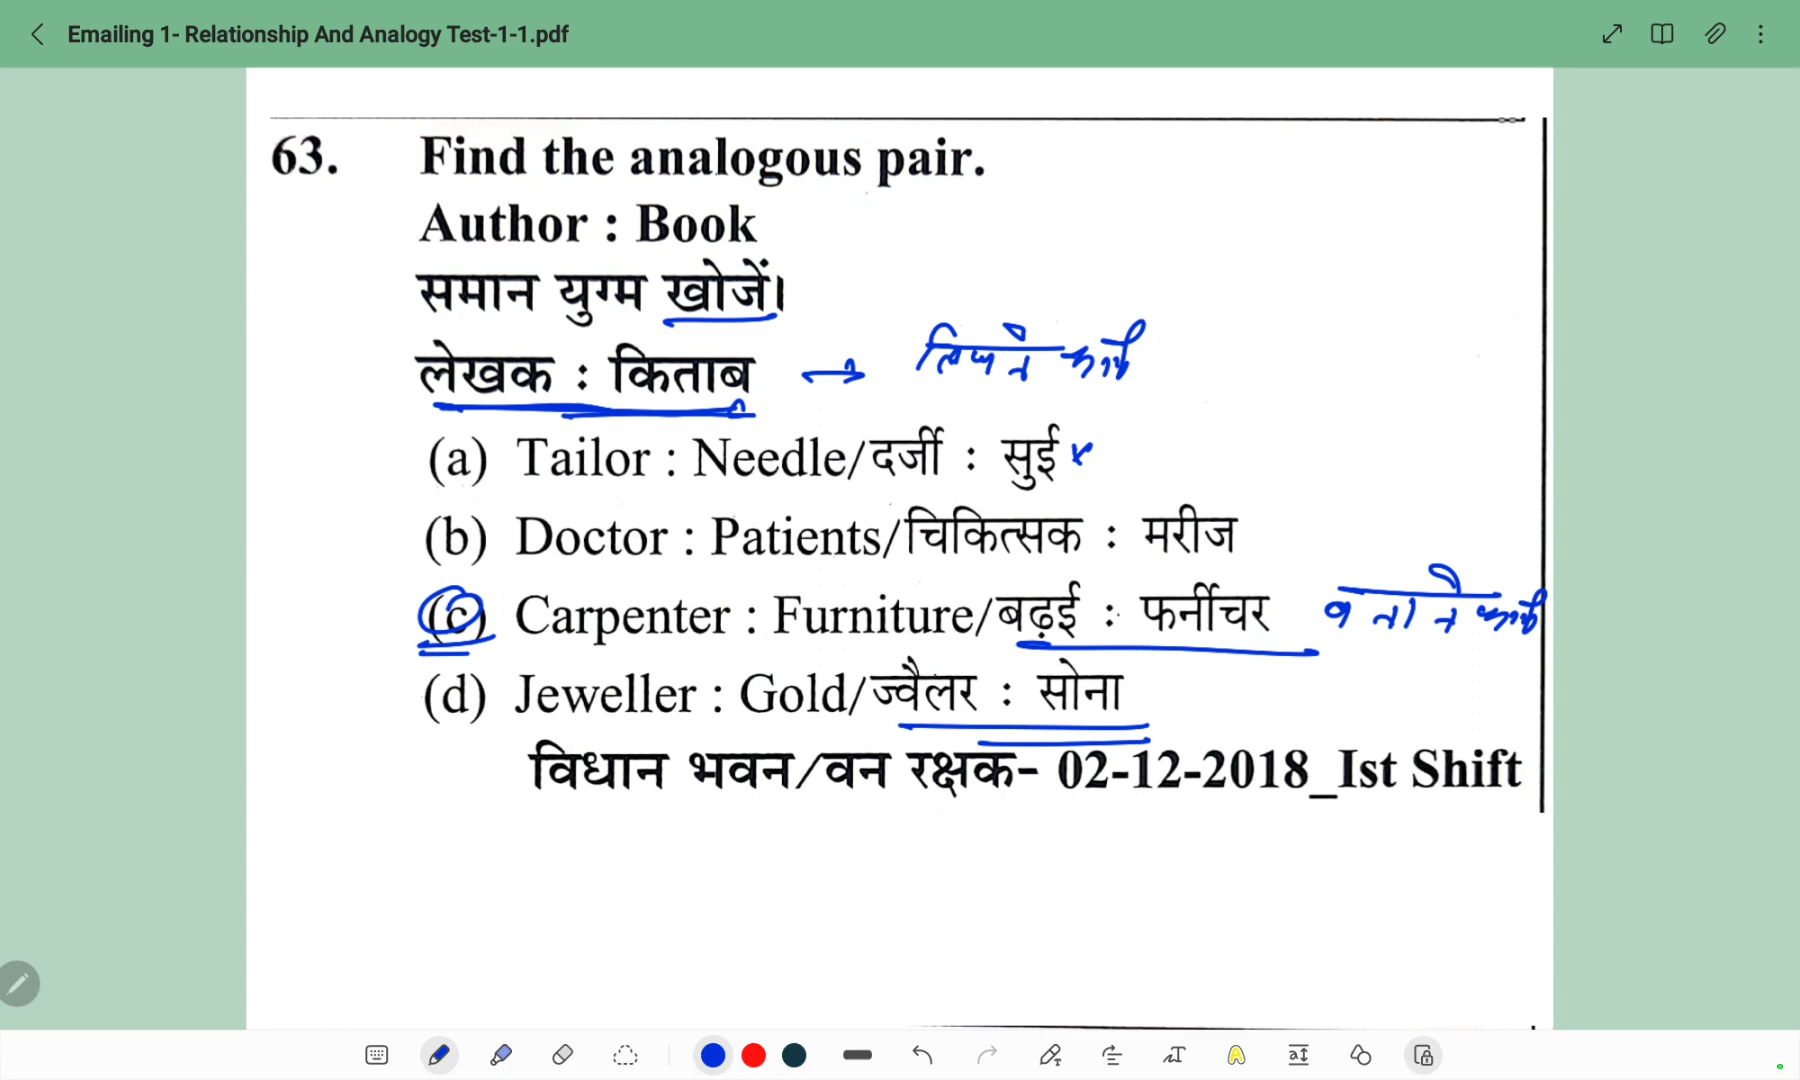 Emailing 1- Relationship And Analogy Test-1-1.pdf
63. Find the analogous pair.
Author : Book
समान युग्म खोजें।
लेखक : किताब → लिखने कार्य
(a) Tailor : Needle/दर्जी : सुई ×
(b) Doctor : Patients/चिकित्सक : मरीज
(c) Carpenter : Furniture/बढ़ई : फर्नीचर बनाने कार्य
(d) Jeweller : Gold/ज्वैलर : सोना
विधान भवन/वन रक्षक- 02-12-2018_Ist Shift